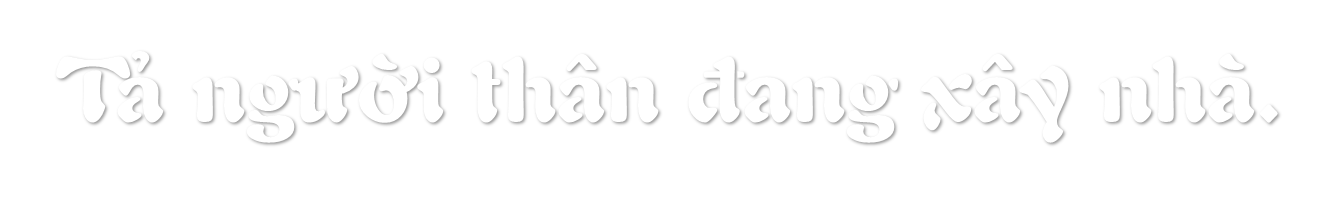 Tả người thân đang xây nhà.